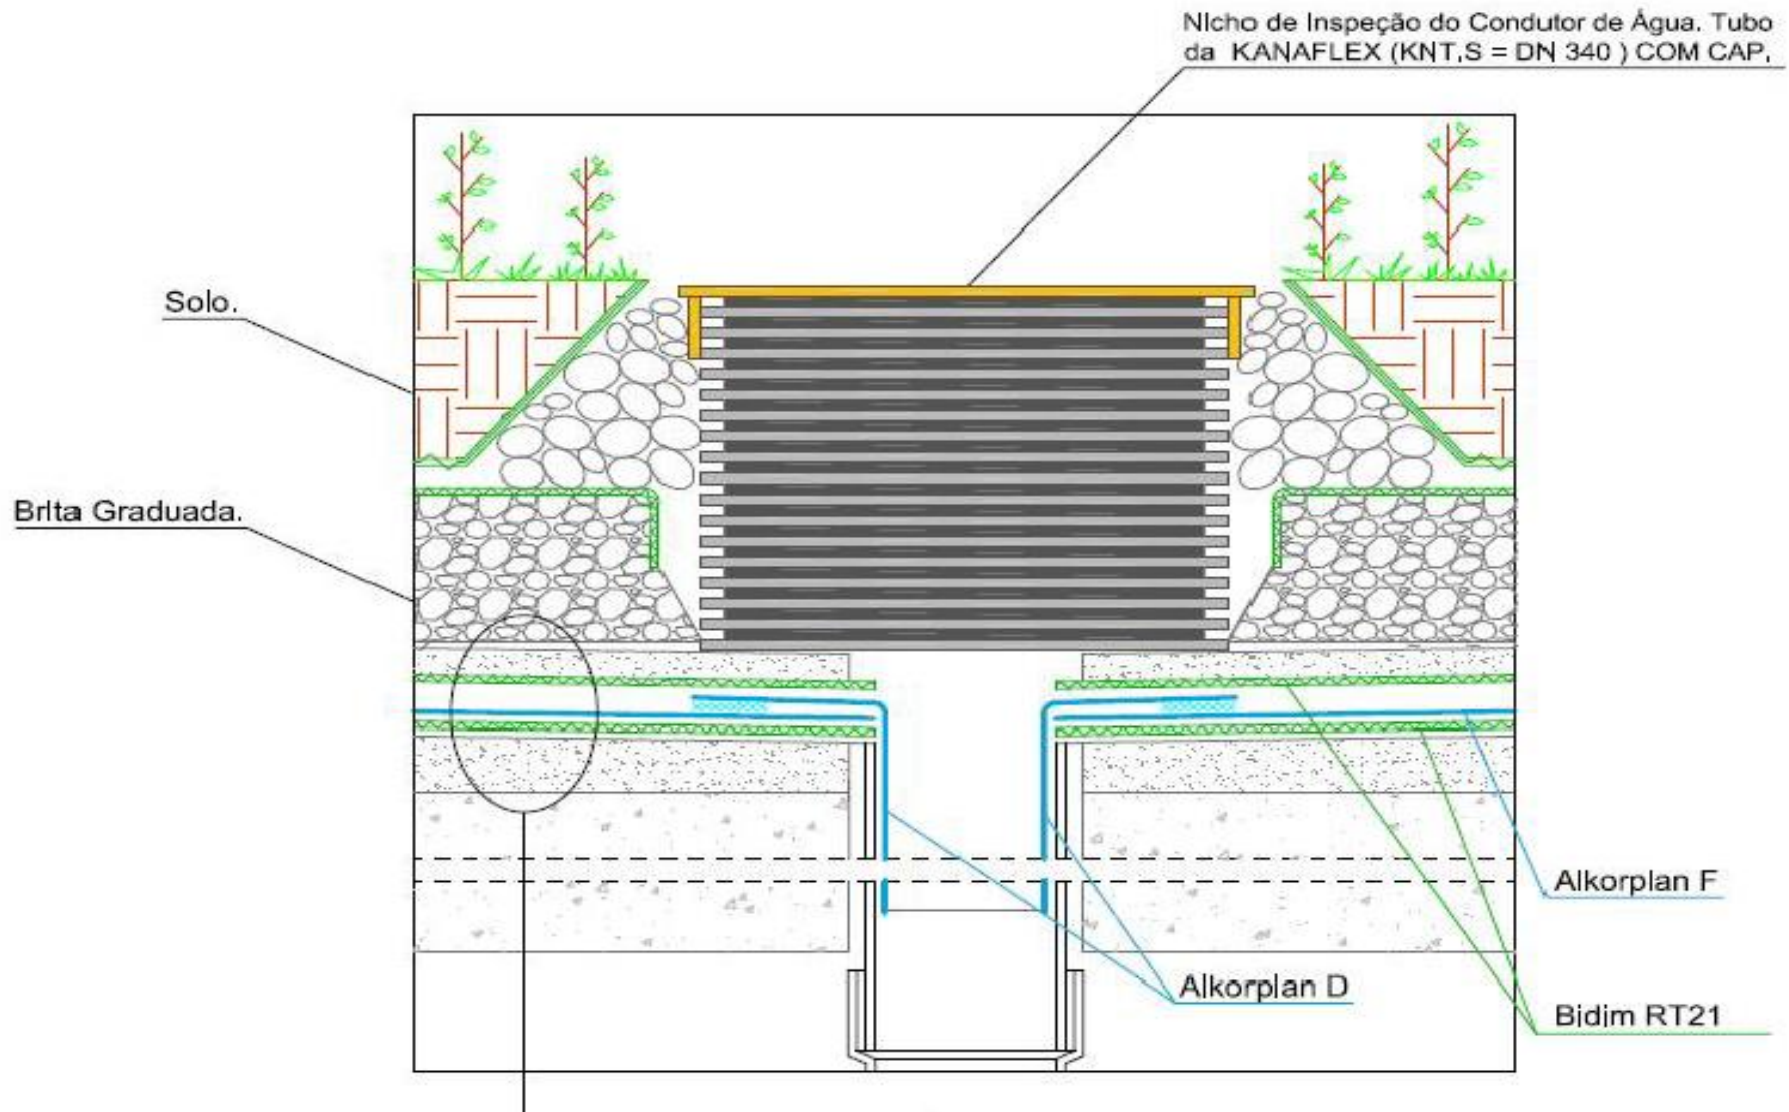 Nicho de Inspeção do Condutor de Água. Tubo
da KANAFLEX (KNT,S = DN 340 ) COM CAP,
Solo.
Brita Graduada.
Alkorplan F
Alkorplan D
Bidim RT21